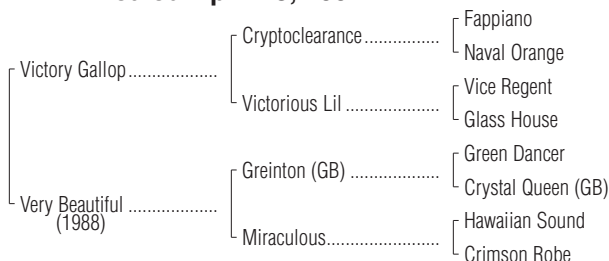 Cryptoclearance
Fappiano
Naval Orange
Victory Gallop
Victorious Lil
Vice Regent
Glass House
Greinton (GB)
Green Dancer
Crystal Queen (GB)
Very Beautiful
(1988)
Miraculous
Hawaiian Sound
Crimson Robe